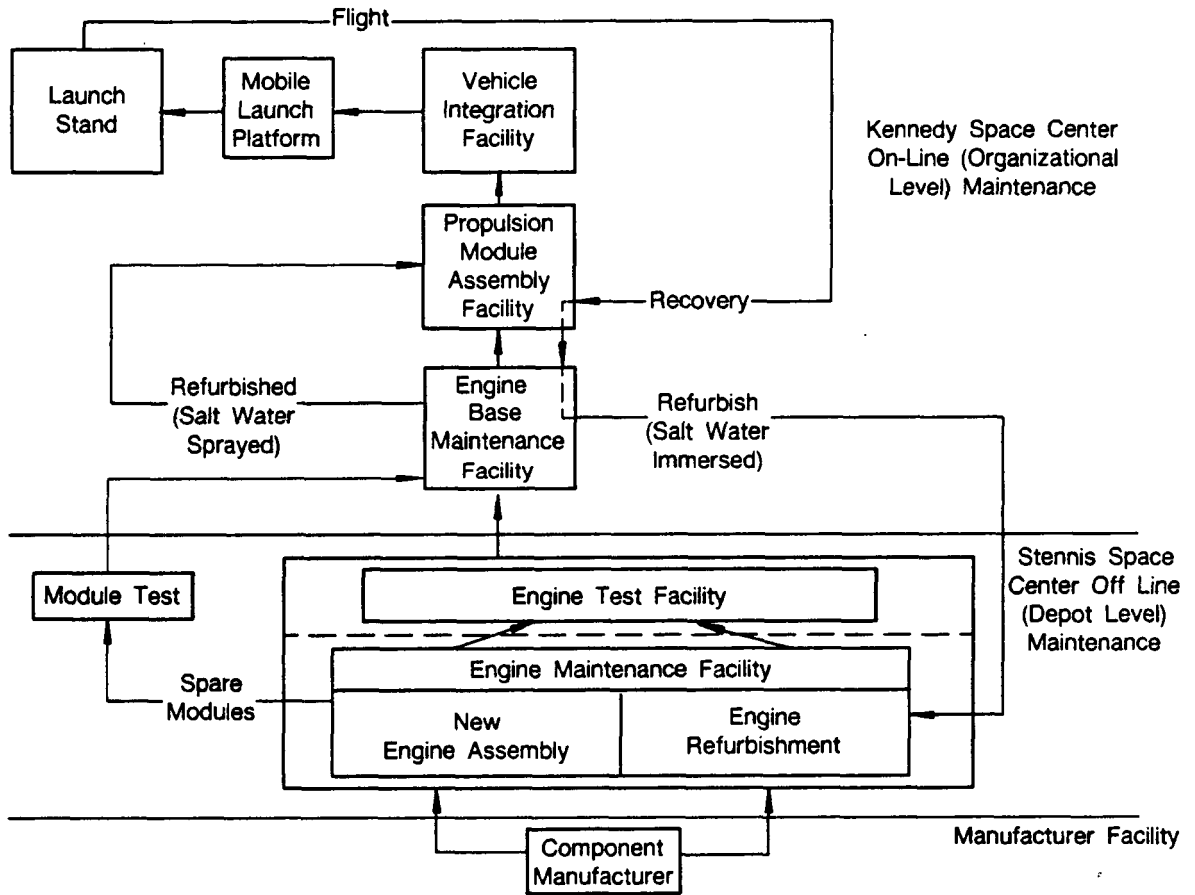 Flight
Launch
Stand
Mobile
Launch
Platform
Vehicle
Integration
Facility
Kennedy Space Center
On-Line (Organizational
Level) Maintenance
Propulsion
Module
Assembly
Facility
Recovery
Refurbished
(Salt Water
Sprayed)
Engine
Base
Maintenance
Facility
Refurbish
(Salt Water
Immersed)
Module Test
Engine Test Facility
Stennis Space
Center Off Line
(Depot Level)
Maintenance
Engine Maintenance Facility
Spare
Modules
New
Engine Assembly
Engine
Refurbishment
Manufacturer Facility
Component
Manufacturer